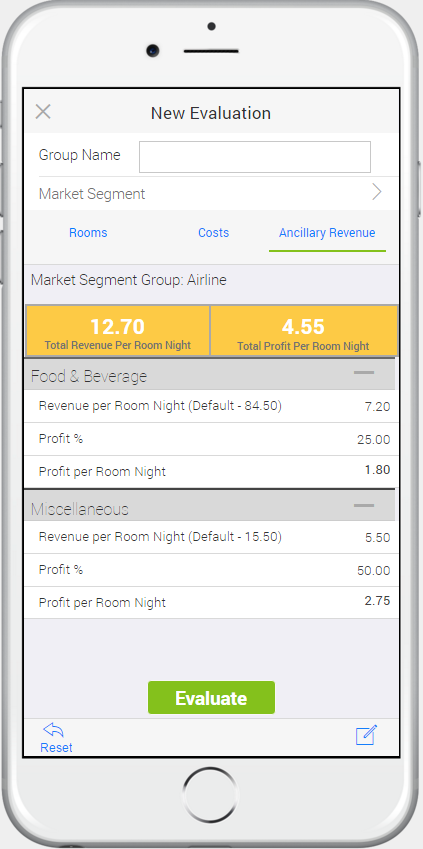 New Evaluation
Group Name
Market Segment
Rooms Costs Ancillary Revenue
Market Segment Group: Airline
12.70 4.55
Total Revenue Per Room Night Total Profit Per Room Night
Food & Beverage
Revenue per Room Night (Default - 84.50) 7.20
Profit % 25.00
Profit per Room Night 1.80
Miscellaneous
Revenue per Room Night (Default - 15.50) 5.50
Profit % 50.00
Profit per Room Night 2.75
Evaluate
Reset